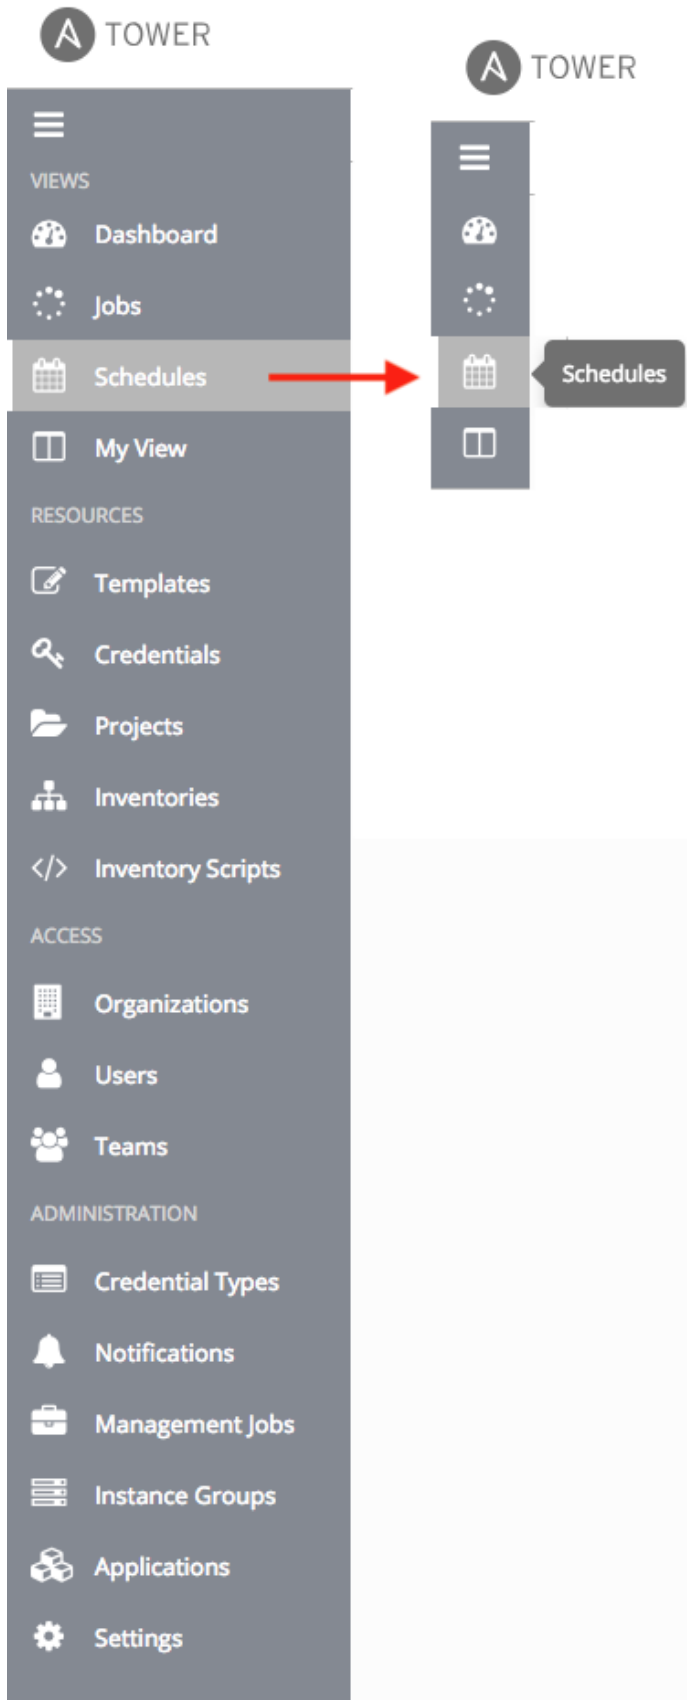 TOWER
VIEWS
Dashboard
Jobs
Schedules
My View
RESOURCES
Templates
Credentials
Projects
Inventories
Inventory Scripts
ACCESS
Organizations
Users
Teams
ADMINISTRATION
Credential Types
Notifications
Management Jobs
Instance Groups
Applications
Settings
TOWER
Schedules